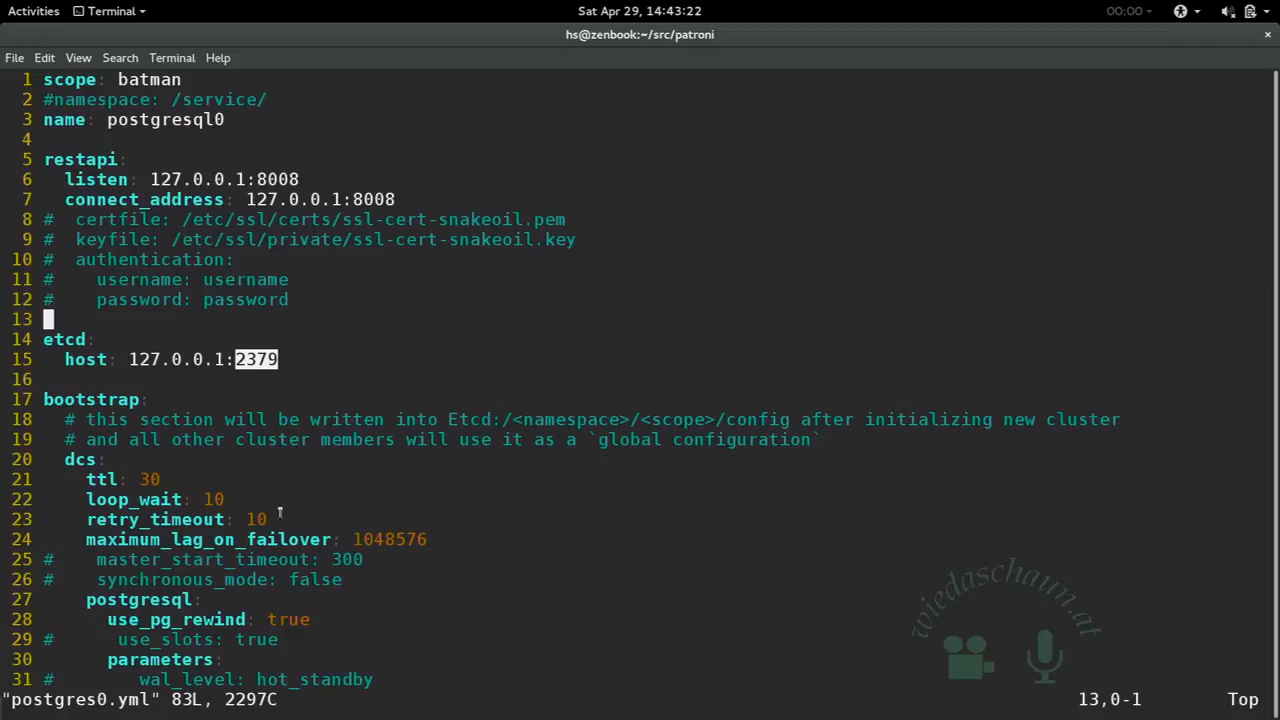 Activities Terminal Sat Apr 29, 14:43:22 00:00
hs@zenbook:~/src/patroni ×
File Edit View Search Terminal Help
1 scope: batman
2 #namespace: /service/
3 name: postgresql0
4
5 restapi:
6 listen: 127.0.0.1:8008
7 connect_address: 127.0.0.1:8008
8 # certfile: /etc/ssl/certs/ssl-cert-snakeoil.pem
9 # keyfile: /etc/ssl/private/ssl-cert-snakeoil.key
10 # authentication:
11 # username: username
12 # password: password
13
14 etcd:
15 host: 127.0.0.1:2379
16
17 bootstrap:
18 # this section will be written into Etcd:/<namespace>/<scope>/config after initializing new cluster
19 # and all other cluster members will use it as a `global configuration`
20 dcs:
21 ttl: 30
22 loop_wait: 10
23 retry_timeout: 10
24 maximum_lag_on_failover: 1048576
25 # master_start_timeout: 300
26 # synchronous_mode: false
27 postgresql:
28 use_pg_rewind: true
29 # use_slots: true
30 parameters:
31 # wal_level: hot_standby
"postgres0.yml" 83L, 2297C 13,0-1 Top
wiedaschaun.at